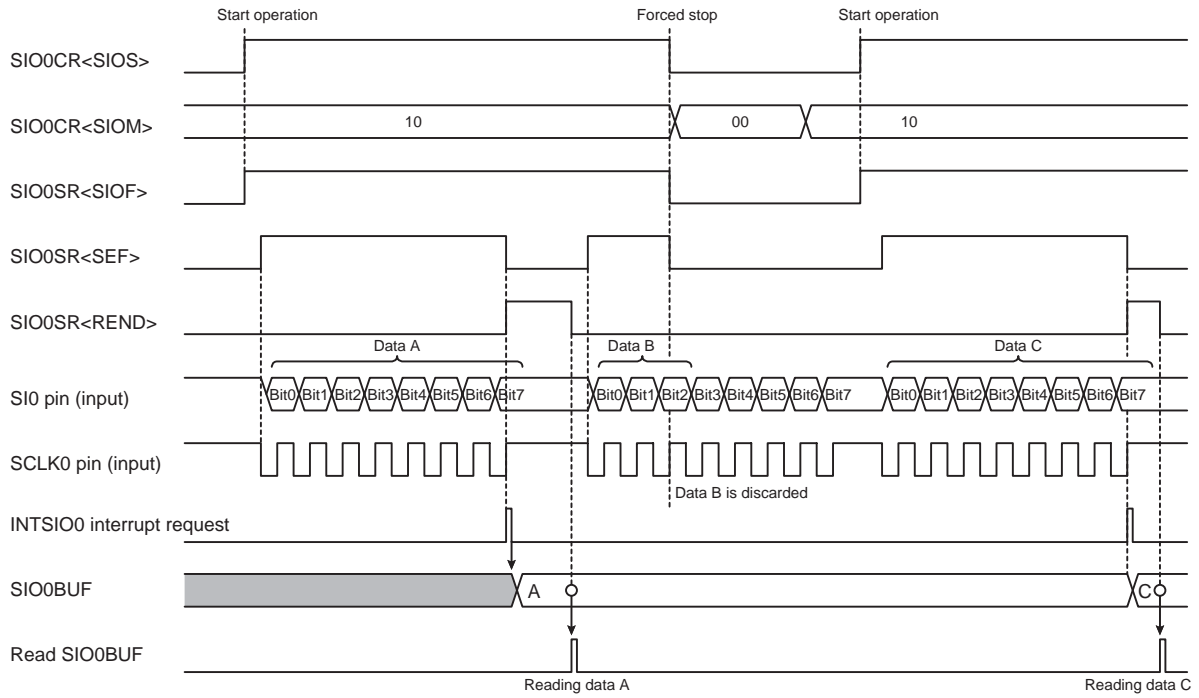 Start operation Forced stop Start operation
SIO0CR<SIOS>
SIO0CR<SIOM> 10 00 10
SIO0SR<SIOF>
SIO0SR<SEF>
SIO0SR<REND>
Data A Data B Data C
SI0 pin (input) Bit0 Bit1 Bit2 Bit3 Bit4 Bit5 Bit6 Bit7 Bit0 Bit1 Bit2 Bit3 Bit4 Bit5 Bit6 Bit7 Bit0 Bit1 Bit2 Bit3 Bit4 Bit5 Bit6 Bit7
SCLK0 pin (input)
Data B is discarded
INTSIO0 interrupt request
SIO0BUF A C
Read SIO0BUF
Reading data A Reading data C